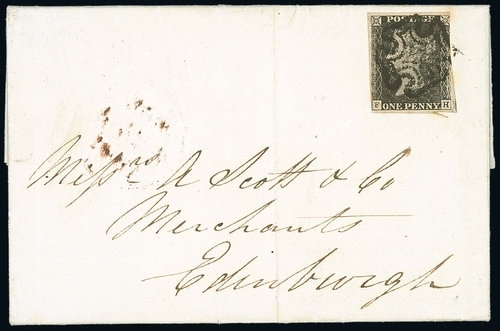 POSTAGE
ONE PENNY
H
Messrs A Scott & Co
Merchants
Edinburgh